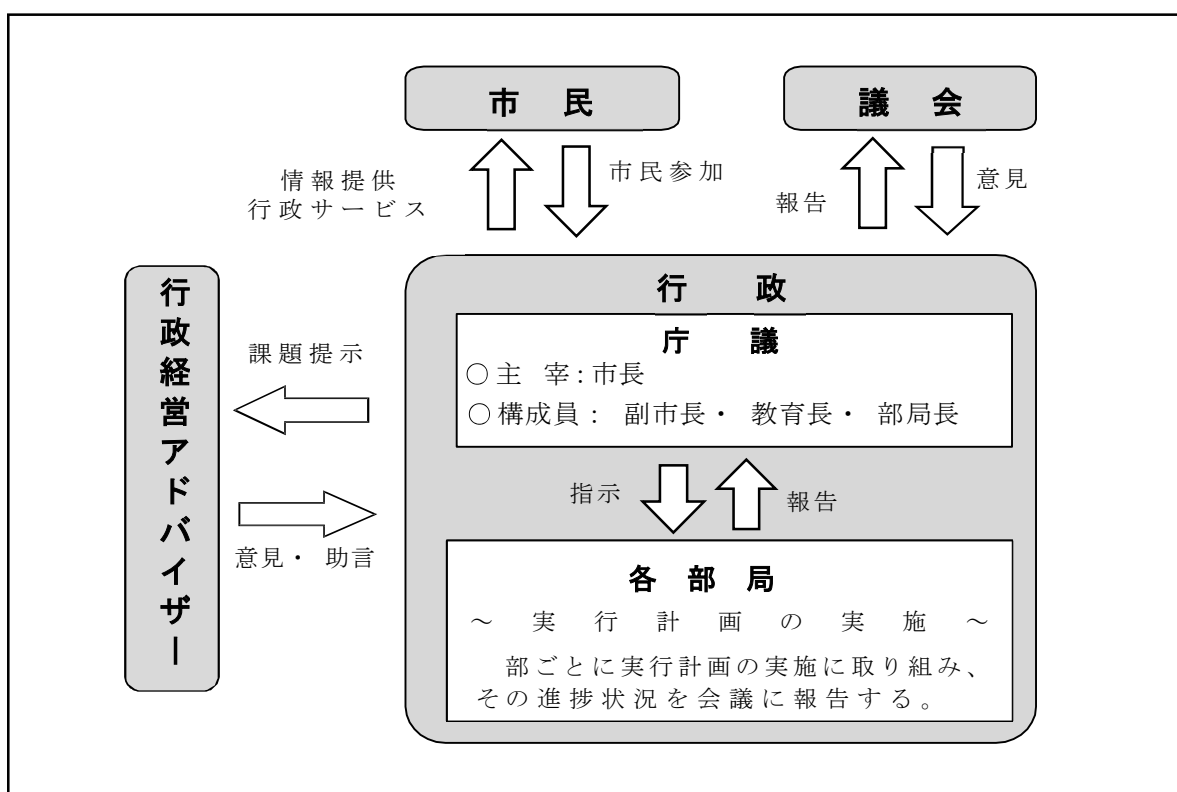 市 民
議 会
情報提供
行政サービス
市民参加
報告
意見
行政経営アドバイザー
課題提示
意見・ 助言
行 政
庁 議
○主 宰:市長
○構成員: 副市長・ 教育長・ 部局長
指示
報告
各 部 局
~ 実 行 計 画 の 実 施 ~
部ごとに実行計画の実施に取り組み、
その進捗状況を会議に報告する。